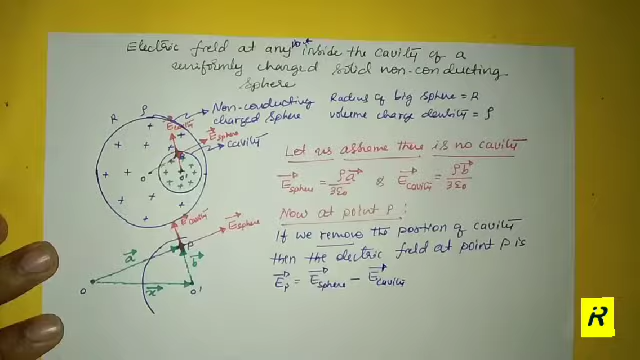 Electric field at any point inside the cavity of a
uniformly charged solid non-conducting
sphere
R ρ Non-conducting
charged sphere
Radius of big sphere = R
volume charge density = ρ
E cavity
E sphere
cavity
O O'
Let us assume there is no cavity
E⃗sphere = ρa⃗/3ε₀ & E⃗cavity = ρb⃗/3ε₀
Now at point P:
If we remove the portion of cavity
then the electric field at point P is
E⃗p = E⃗sphere − E⃗cavity
E⃗sphere
P
a⃗ b⃗
O x⃗ O'
R